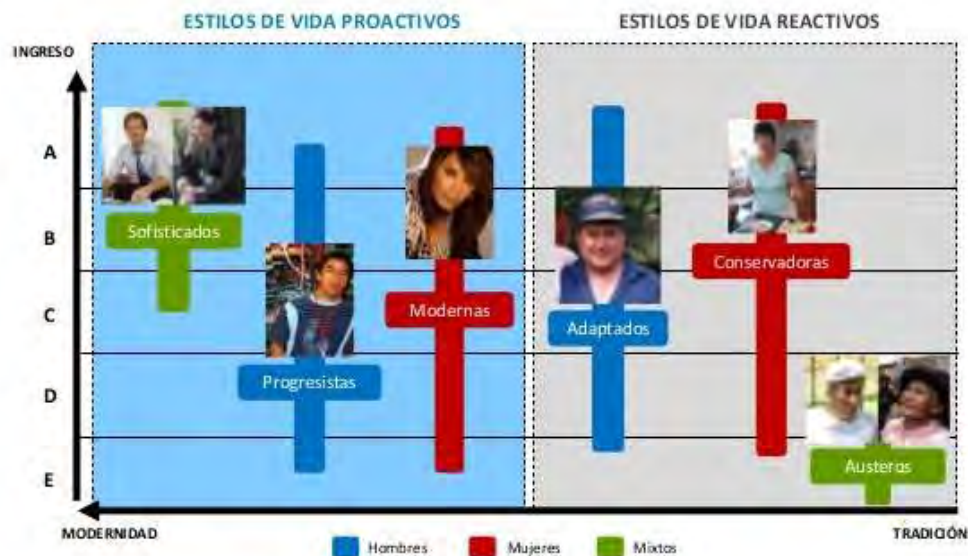 ESTILOS DE VIDA PROACTIVOS
ESTILOS DE VIDA REACTIVOS
INGRESO
A
B
C
D
E
Sofisticados
Progresistas
Modernas
Adaptados
Conservadoras
Austeros
MODERNIDAD
TRADICIÓN
Hombres
Mujeres
Mixtos